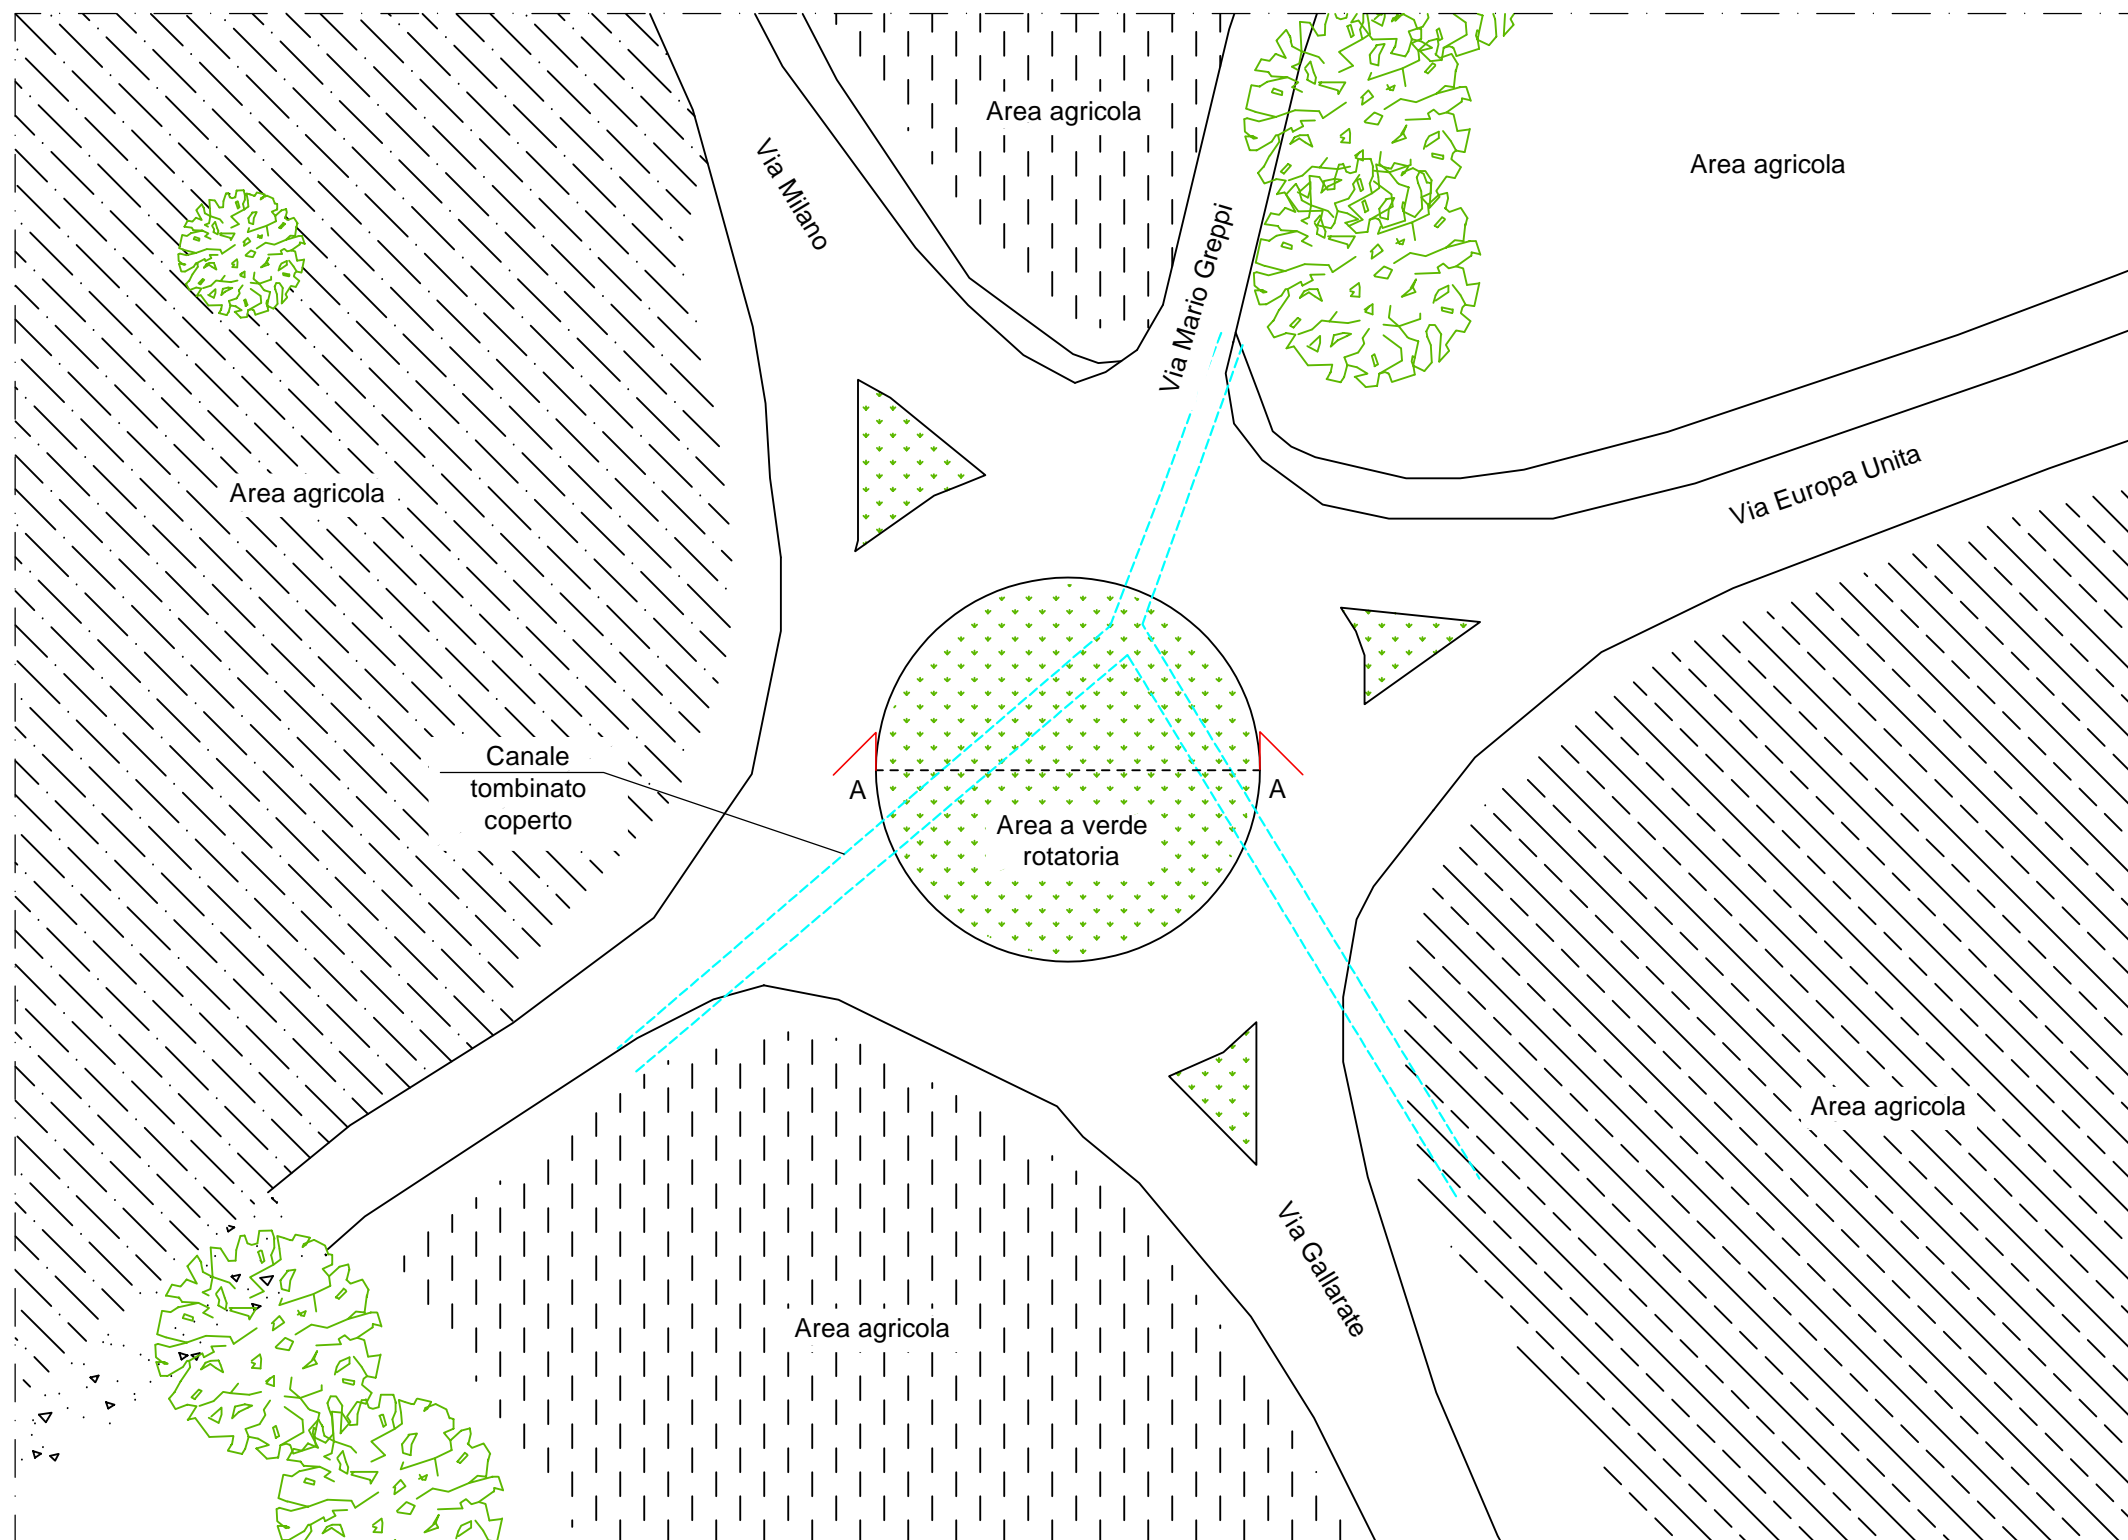 Area agricola
Via Milano
Area agricola
Via Mario Greppi
Via Europa Unita
Area agricola
Canale
tombinato
coperto
A
A
Area a verde
rotatoria
Area agricola
Via Gallarate
Area agricola